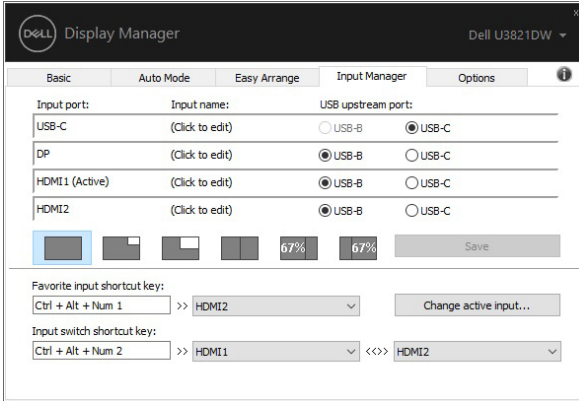 DELL Display Manager Dell U3821DW
Basic Auto Mode Easy Arrange Input Manager Options
Input port: Input name: USB upstream port:
USB-C (Click to edit) USB-B USB-C
DP (Click to edit) USB-B USB-C
HDMI1 (Active) (Click to edit) USB-B USB-C
HDMI2 (Click to edit) USB-B USB-C
67% 67% Save
Favorite input shortcut key:
Ctrl + Alt + Num 1 >> HDMI2 Change active input...
Input switch shortcut key:
Ctrl + Alt + Num 2 >> HDMI1 <<>> HDMI2